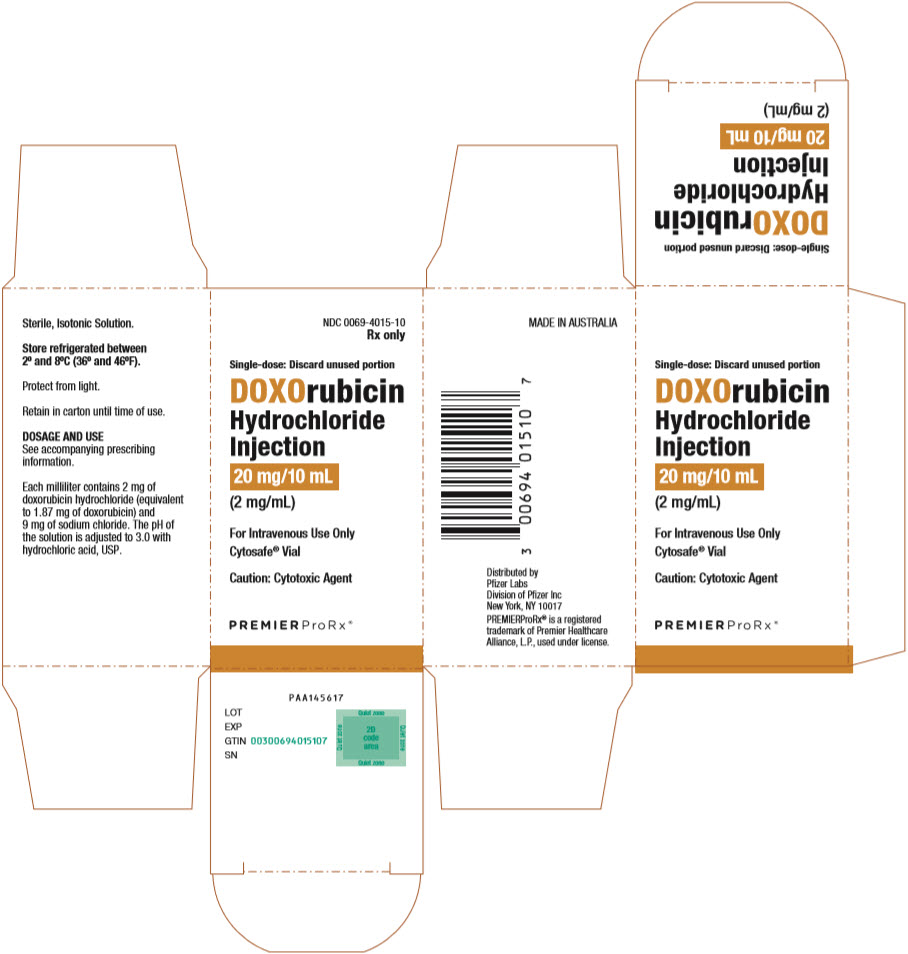 Single-dose: Discard unused portion
DOXOrubicin
Hydrochloride
Injection
20 mg/10 mL
(2 mg/mL)
Sterile, Isotonic Solution.
Store refrigerated between
2º and 8ºC (36º and 46ºF).
Protect from light.
Retain in carton until time of use.
DOSAGE AND USE
See accompanying prescribing
information.
Each milliliter contains 2 mg of
doxorubicin hydrochloride (equivalent
to 1.87 mg of doxorubicin) and
9 mg of sodium chloride. The pH of
the solution is adjusted to 3.0 with
hydrochloric acid, USP.
NDC 0069-4015-10
Rx only
Single-dose: Discard unused portion
DOXOrubicin
Hydrochloride
Injection
20 mg/10 mL
(2 mg/mL)
For Intravenous Use Only
Cytosafe® Vial
Caution: Cytotoxic Agent
PREMIERProRx®
MADE IN AUSTRALIA
3 00694 01510 7
Distributed by
Pfizer Labs
Division of Pfizer Inc
New York, NY 10017
PREMIERProRx® is a registered
trademark of Premier Healthcare
Alliance, L.P., used under license.
Single-dose: Discard unused portion
DOXOrubicin
Hydrochloride
Injection
20 mg/10 mL
(2 mg/mL)
For Intravenous Use Only
Cytosafe® Vial
Caution: Cytotoxic Agent
PREMIERProRx®
PAA145617
LOT
EXP
GTIN 00300694015107
SN
Quiet zone
Quiet zone
2D
code
area
Quiet zone
Quiet zone